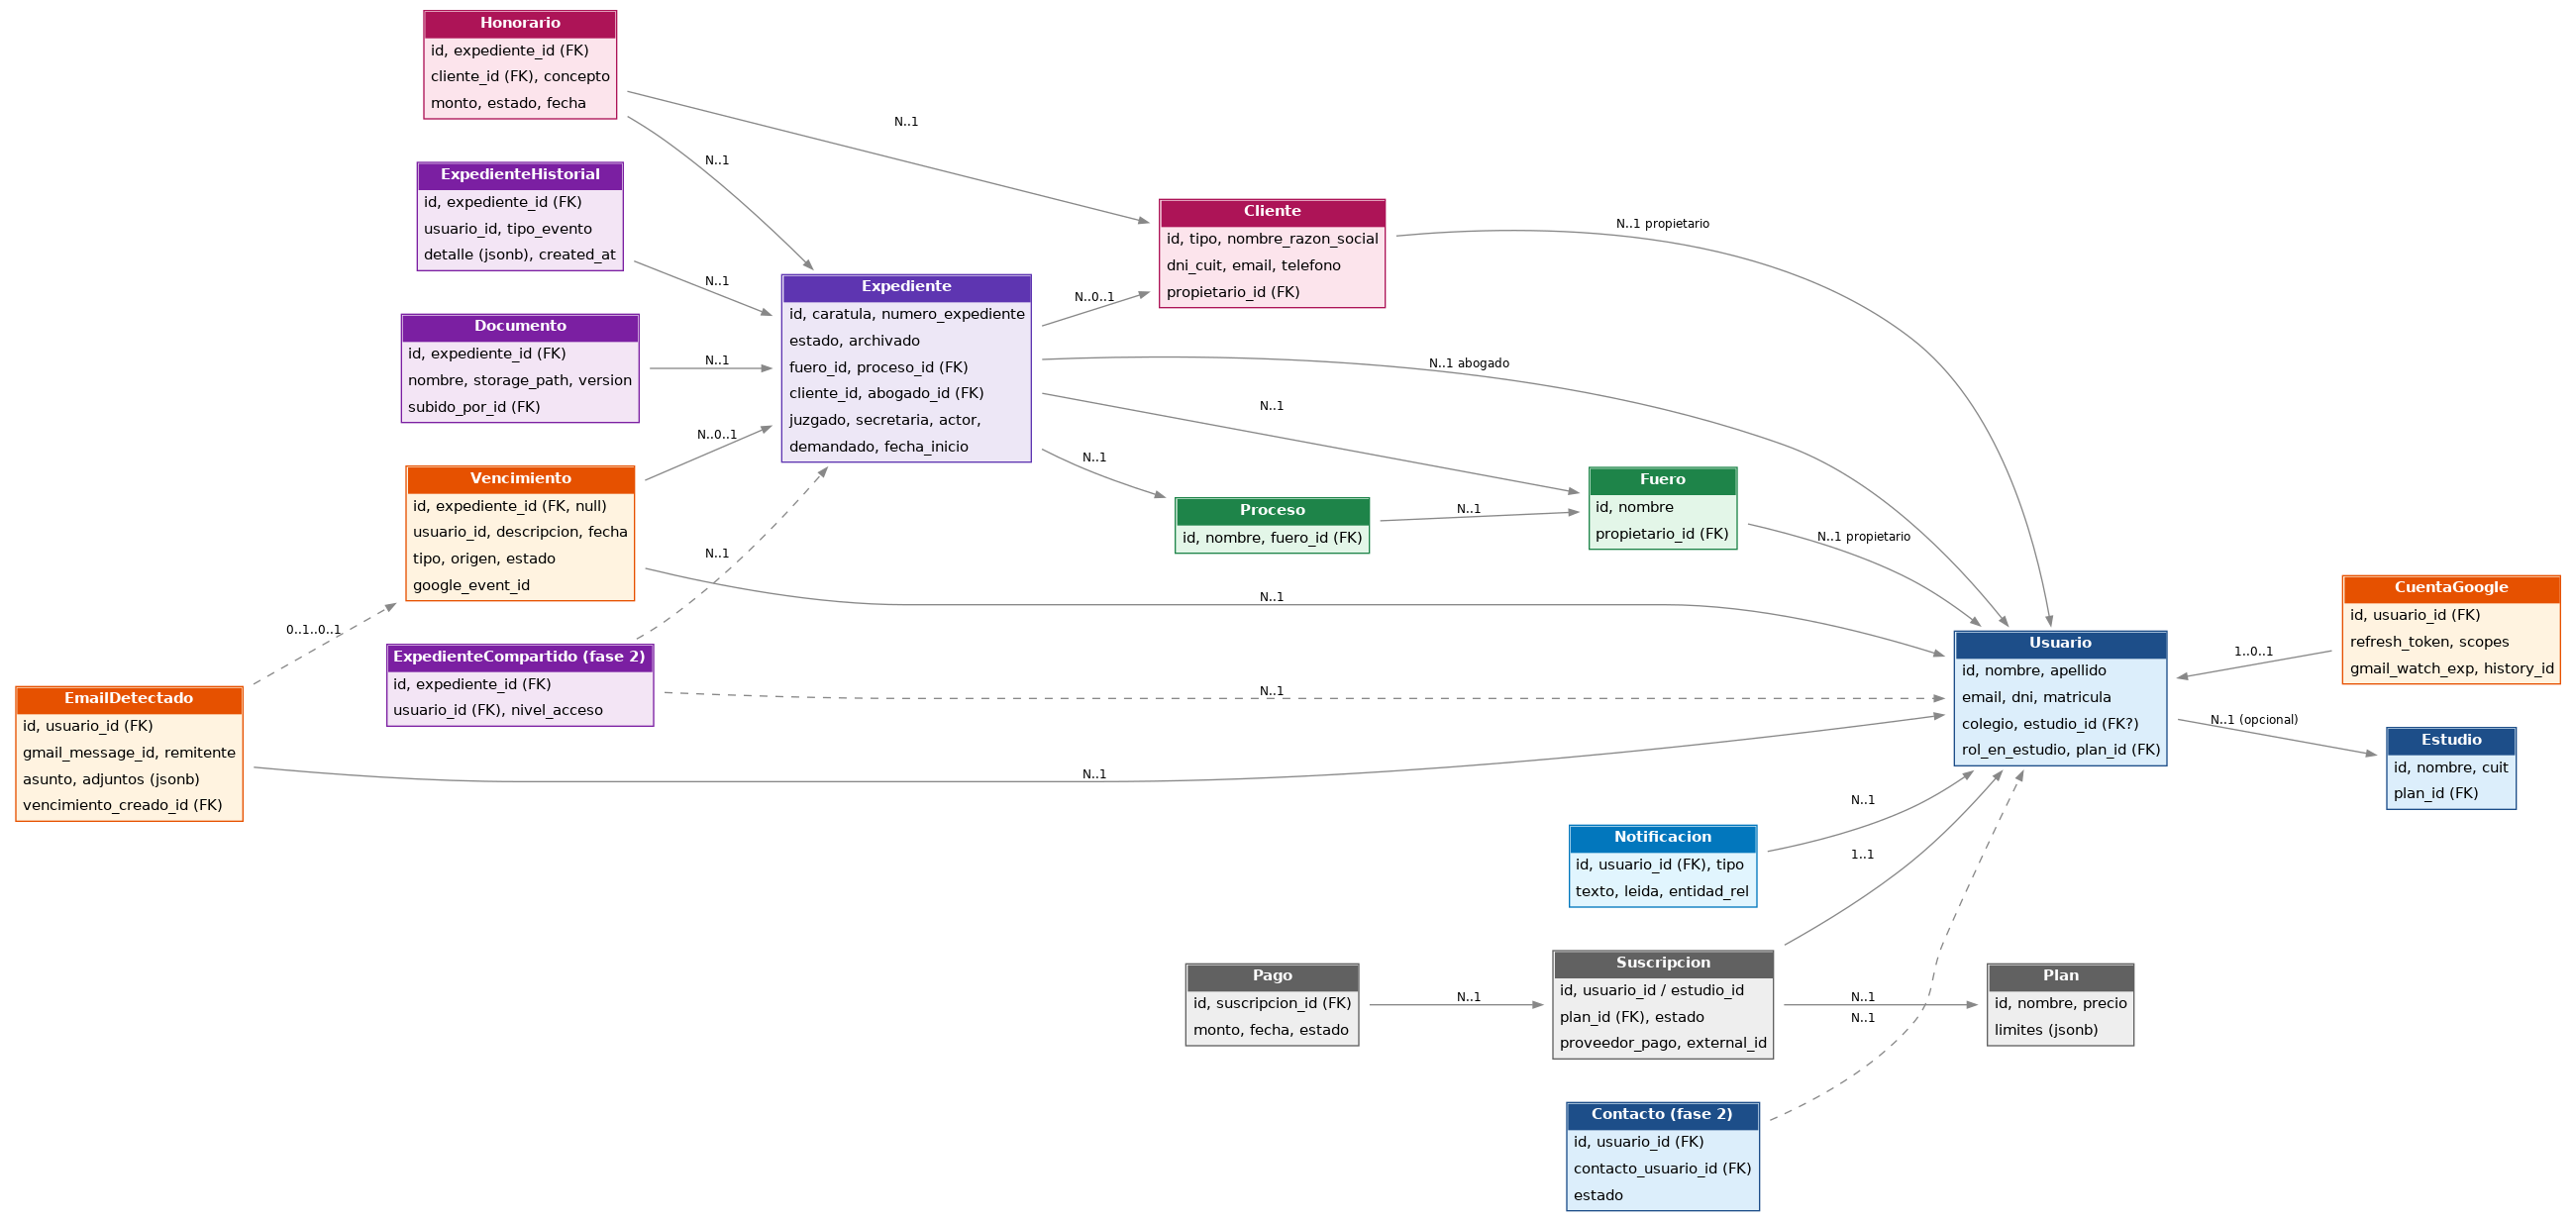 Honorario
id, expediente_id (FK)
cliente_id (FK), concepto
monto, estado, fecha
N..1
N..1
ExpedienteHistorial
id, expediente_id (FK)
usuario_id, tipo_evento
detalle (jsonb), created_at
N..1
Documento
id, expediente_id (FK)
nombre, storage_path, version
subido_por_id (FK)
N..1
Vencimiento
id, expediente_id (FK, null)
usuario_id, descripcion, fecha
tipo, origen, estado
google_event_id
N..0..1
N..1
0..1..0..1
ExpedienteCompartido (fase 2)
id, expediente_id (FK)
usuario_id (FK), nivel_acceso
N..1
N..1
EmailDetectado
id, usuario_id (FK)
gmail_message_id, remitente
asunto, adjuntos (jsonb)
vencimiento_creado_id (FK)
N..1
Expediente
id, caratula, numero_expediente
estado, archivado
fuero_id, proceso_id (FK)
cliente_id, abogado_id (FK)
juzgado, secretaria, actor,
demandado, fecha_inicio
N..0..1
N..1 abogado
N..1
N..1
Cliente
id, tipo, nombre_razon_social
dni_cuit, email, telefono
propietario_id (FK)
N..1 propietario
Proceso
id, nombre, fuero_id (FK)
N..1
Fuero
id, nombre
propietario_id (FK)
N..1 propietario
Usuario
id, nombre, apellido
email, dni, matricula
colegio, estudio_id (FK?)
rol_en_estudio, plan_id (FK)
CuentaGoogle
id, usuario_id (FK)
refresh_token, scopes
gmail_watch_exp, history_id
1..0..1
N..1 (opcional)
Estudio
id, nombre, cuit
plan_id (FK)
Notificacion
id, usuario_id (FK), tipo
texto, leida, entidad_rel
N..1
1..1
Pago
id, suscripcion_id (FK)
monto, fecha, estado
N..1
Suscripcion
id, usuario_id / estudio_id
plan_id (FK), estado
proveedor_pago, external_id
N..1
N..1
Plan
id, nombre, precio
limites (jsonb)
Contacto (fase 2)
id, usuario_id (FK)
contacto_usuario_id (FK)
estado